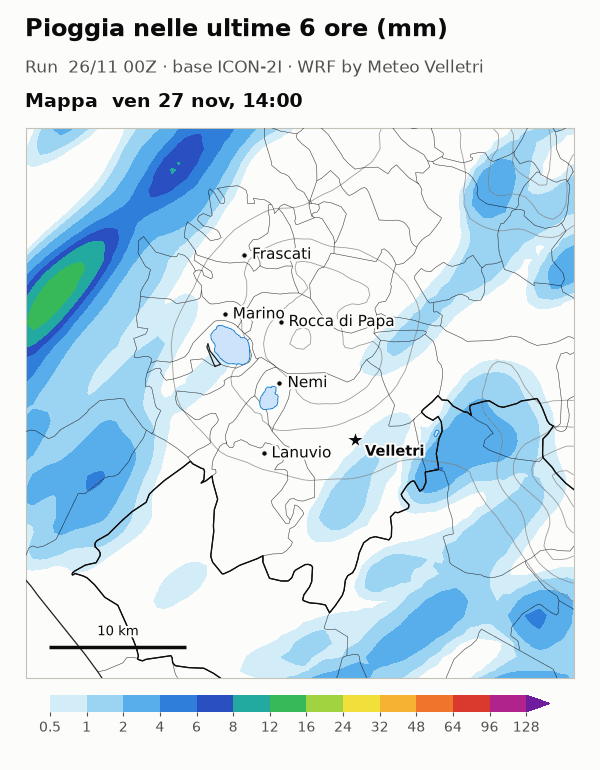 Pioggia nelle ultime 6 ore (mm)
Run 26/11 00Z · base ICON-2I · WRF by Meteo Velletri
Mappa ven 27 nov, 14:00
Frascati
Marino
Rocca di Papa
Nemi
Velletri
Lanuvio
10 km
0.5 1 2 4 6 8 12 16 24 32 48 64 96 128